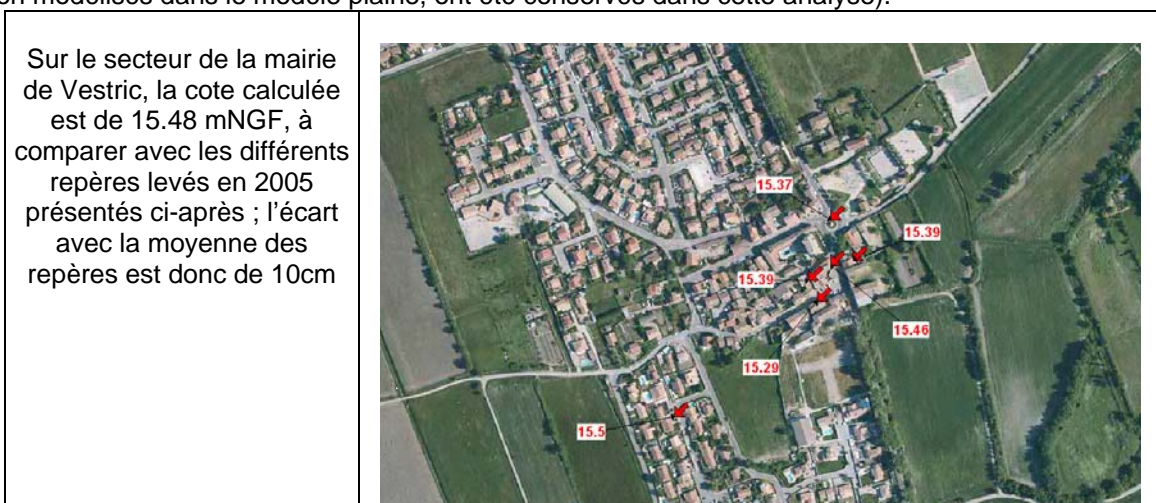 on modélisés dans le modèle plaine, ont été conservés dans cette analyse).
Sur le secteur de la mairie
de Vestric, la cote calculée
est de 15.48 mNGF, à
comparer avec les différents
repères levés en 2005
présentés ci-après ; l'écart
avec la moyenne des
repères est donc de 10cm
15.37
15.39
15.39
15.46
15.29
15.5